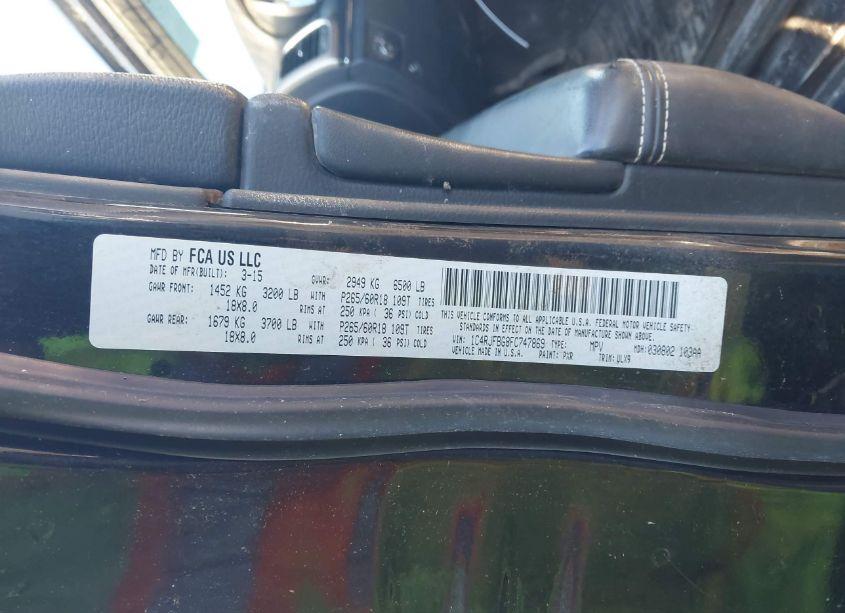 MFD BY FCA US LLC
DATE OF MFR(BUILT): 3-15 GVWR: 2949 KG 6500 LB
GAWR FRONT: 1452 KG 3200 LB WITH P265/60R18 109T TIRES
18X8.0 RIMS AT 250 KPA ( 36 PSI) COLD
GAWR REAR: 1679 KG 3700 LB WITH P265/60R18 109T TIRES
18X8.0 RIMS AT 250 KPA ( 36 PSI) COLD
THIS VEHICLE CONFORMS TO ALL APPLICABLE U.S.A. FEDERAL MOTOR VEHICLE SAFETY
STANDARDS IN EFFECT ON THE DATE OF MANUFACTURE SHOWN ABOVE.
VIN: 1C4RJFBG8FC747869 TYPE: MPV MDH: 030802 103AA
VEHICLE MADE IN U.S.A. PAINT: PXR TRIM: ULX9